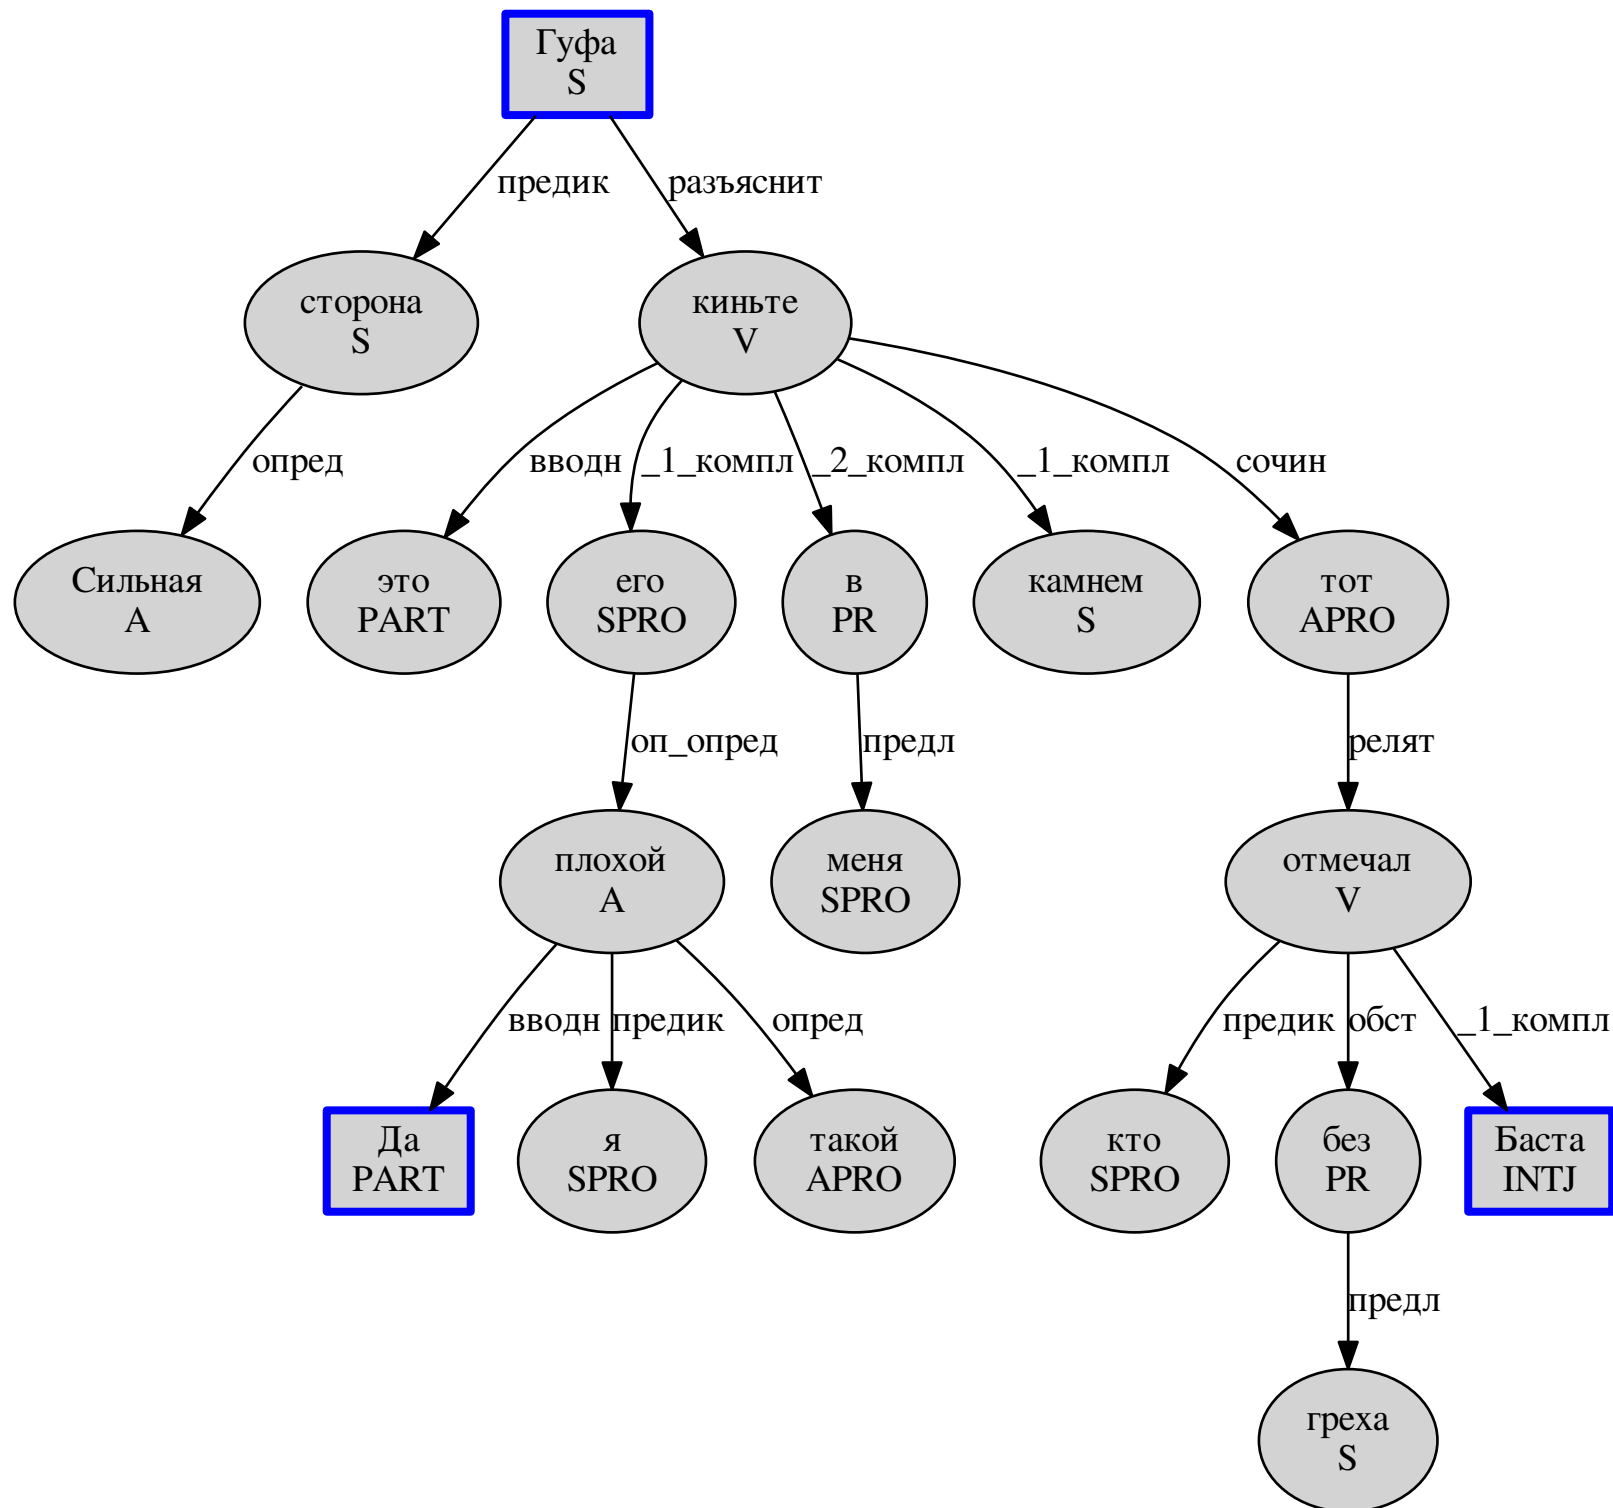 Гуфа
S
предик
разъяснит
сторона
S
киньте
V
опред
вводн
_1_компл
_2_компл
_1_компл
сочин
Сильная
A
это
PART
его
SPRO
в
PR
камнем
S
тот
APRO
оп_опред
предл
релят
плохой
A
меня
SPRO
отмечал
V
вводн
предик
опред
предик
обст
_1_компл
Да
PART
я
SPRO
такой
APRO
кто
SPRO
без
PR
Баста
INTJ
предл
греха
S